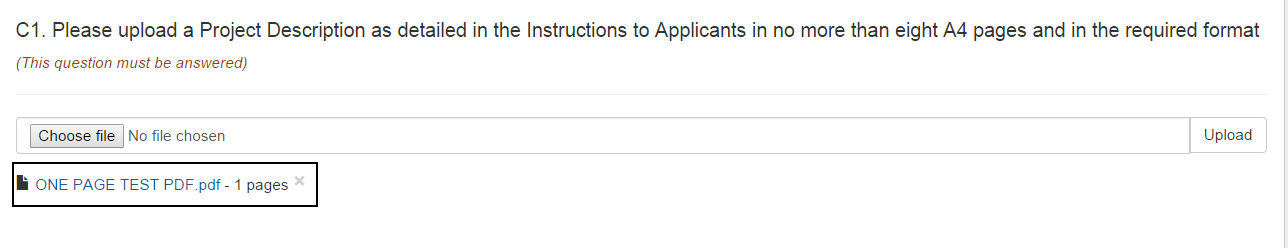 C1. Please upload a Project Description as detailed in the Instructions to Applicants in no more than eight A4 pages and in the required format
(This question must be answered)
Choose file No file chosen Upload
ONE PAGE TEST PDF.pdf - 1 pages ×